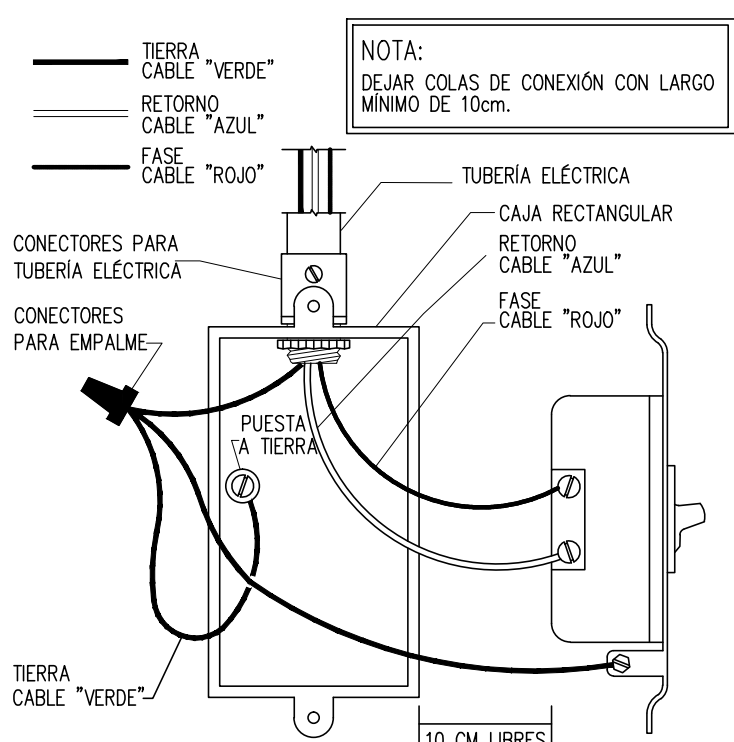 TIERRA
CABLE "VERDE"
RETORNO
CABLE "AZUL"
FASE
CABLE "ROJO"
NOTA:
DEJAR COLAS DE CONEXIÓN CON LARGO
MÍNIMO DE 10cm.
TUBERÍA ELÉCTRICA
CAJA RECTANGULAR
RETORNO
CABLE "AZUL"
FASE
CABLE "ROJO"
CONECTORES PARA
TUBERÍA ELÉCTRICA
CONECTORES
PARA EMPALME
PUESTA
A TIERRA
TIERRA
CABLE "VERDE"
10 CM LIBRES